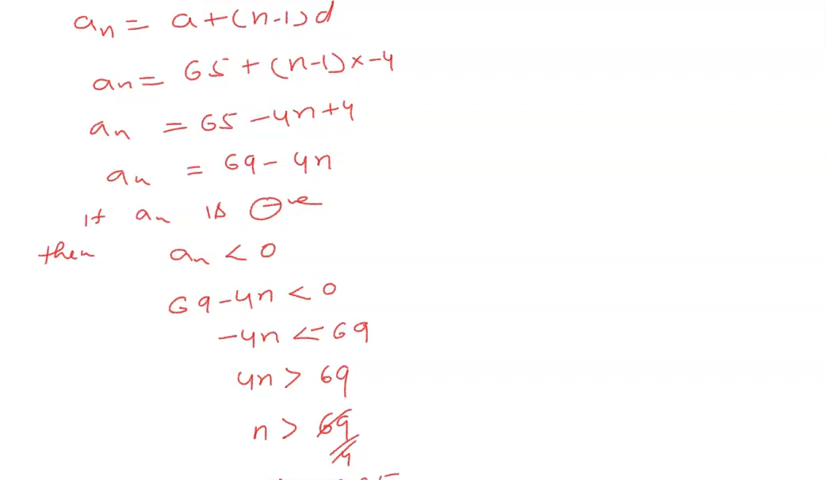 an = a+(n-1)d
an = 65 + (n-1)×-4
an = 65 -4n+4
an = 69- 4n
if an is ⊖ve
then an < 0
69-4n < 0
-4n <-69
4n > 69
n > 69/4